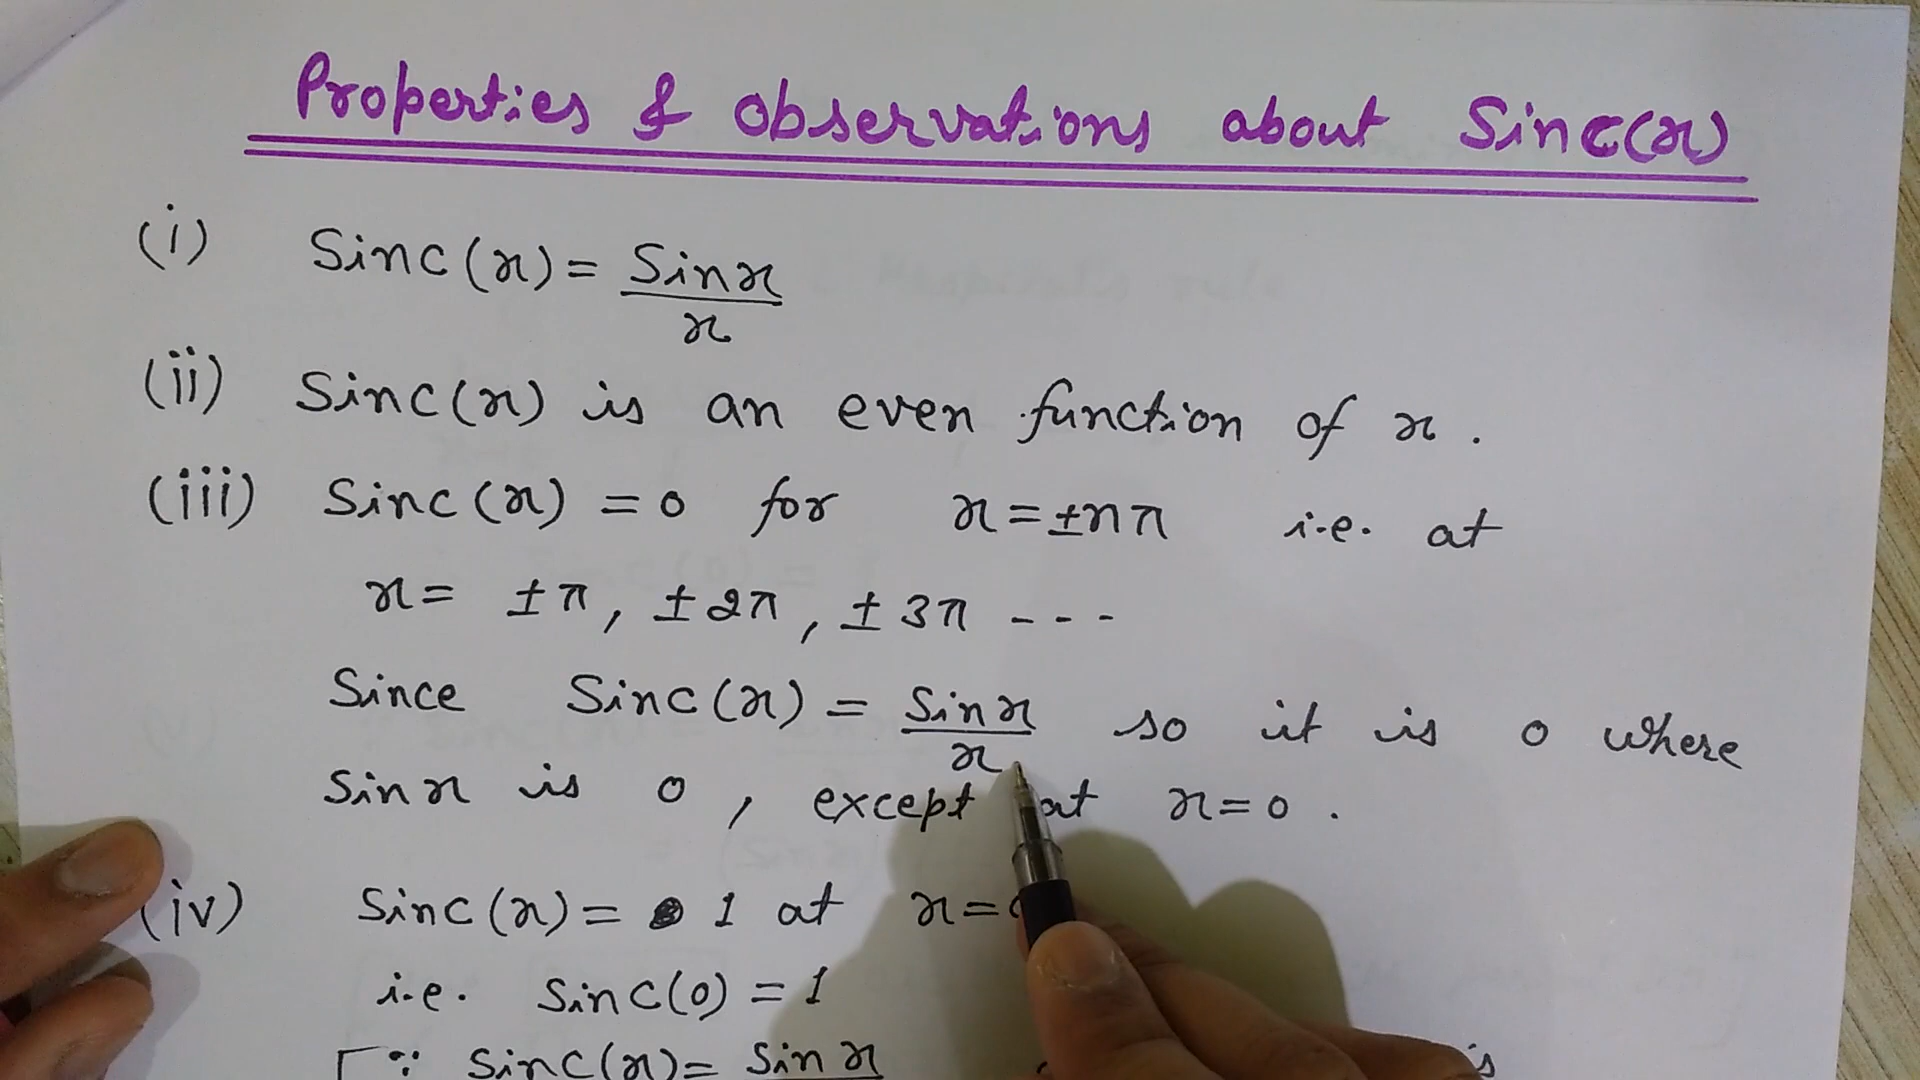 Properties & observations about Sinc(x)
(i) Sinc(x) = Sinx/x
(ii) Sinc(x) is an even function of x.
(iii) Sinc(x) = 0 for x = ±nπ i.e. at
x = ±π, ±2π, ±3π ----
Since Sinc(x) = Sinx/x so it is 0 where
Sinx is 0, except at x=0.
(iv) Sinc(x) = 1 at x=
i.e. Sinc(0) = 1
[∵ Sinc(x) = Sinx is